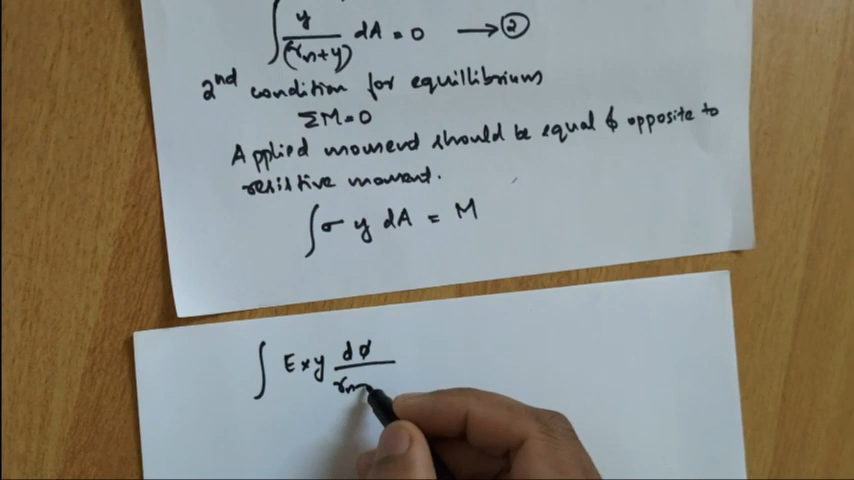 ∫ y / (rn+y) dA = 0 → ②
2nd condition for equillibrium
ΣM=0
Applied moment should be equal & opposite to
resistive moment.
∫σ y dA = M
∫ E × y dφ / rn